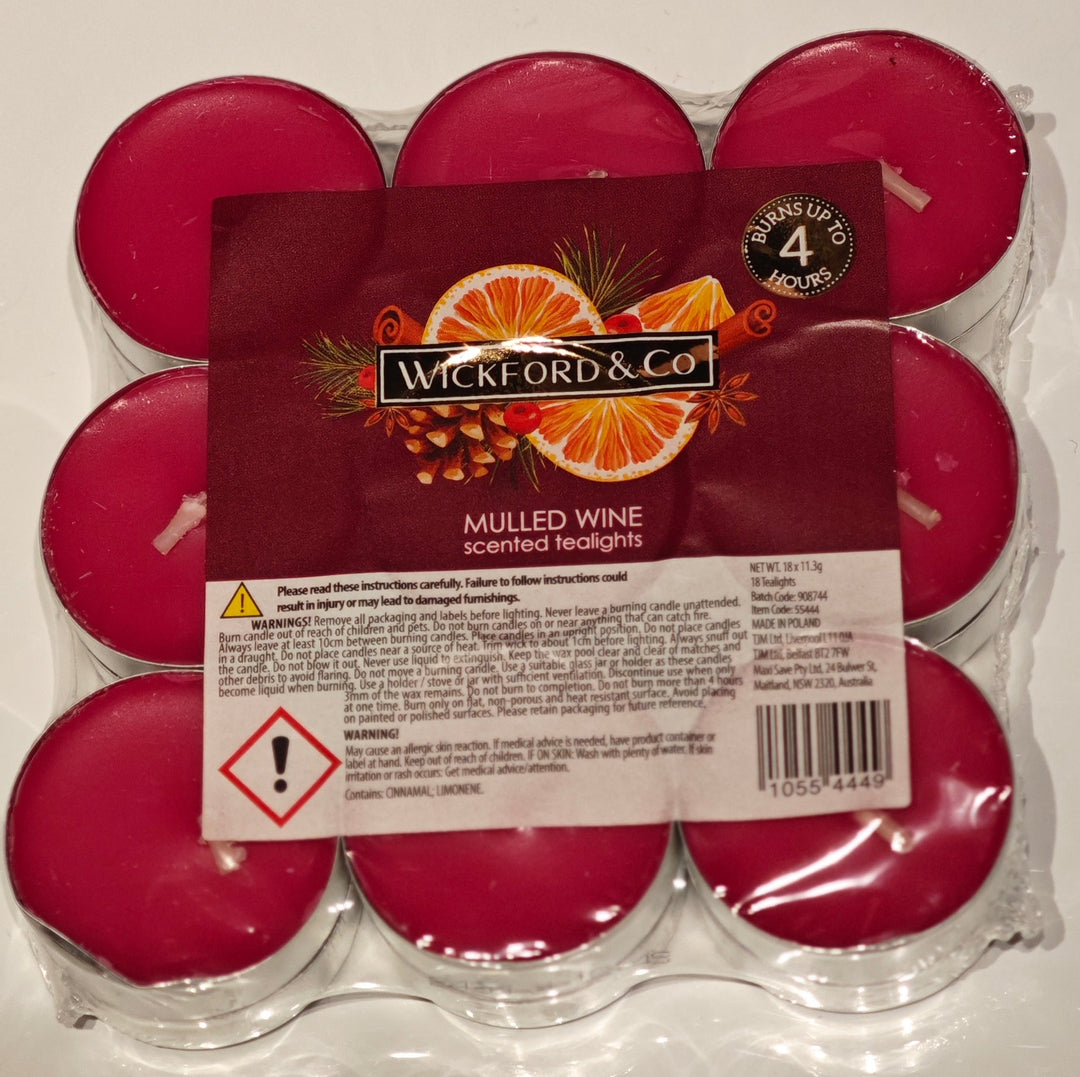 BURNS UP TO
4
HOURS
WICKFORD & CO
MULLED WINE
scented tealights
Please read these instructions carefully. Failure to follow instructions could
result in injury or may lead to damaged furnishings.
WARNINGS! Remove all packaging and labels before lighting. Never leave a burning candle unattended.
Burn candle out of reach of children and pets. Do not burn candles on or near anything that can catch fire.
Always leave at least 10cm between burning candles. Place candles in an upright position. Do not place candles
in a draught. Do not place candles near a source of heat. Trim wick to about 1cm before lighting. Always snuff out
the candle. Do not blow it out. Never use liquid to extinguish. Keep the wax pool clear and clear of matches and
other debris to avoid flaring. Do not move a burning candle. Use a suitable glass jar or holder as these candles
become liquid when burning. Use a holder / stove or jar with sufficient ventilation. Discontinue use when only
3mm of the wax remains. Do not burn to completion. Do not burn more than 4 hours
at one time. Burn only on flat, non-porous and heat resistant surface. Avoid placing
on painted or polished surfaces. Please retain packaging for future reference.
WARNING!
May cause an allergic skin reaction. If medical advice is needed, have product container or
label at hand. Keep out of reach of children. IF ON SKIN: Wash with plenty of water. If skin
irritation or rash occurs: Get medical advice/attention.
Contains: CINNAMAL; LIMONENE.
NET WT. 18 x 11.3g
18 Tealights
Batch Code: 908744
Item Code: 55444
MADE IN POLAND
TJM Ltd, Liverpool L11 0JA
TJM Ltd, Belfast BT2 7FW
Maxi Save Pty Ltd, 24 Bulwer St,
Maitland, NSW 2320, Australia
1055 4449